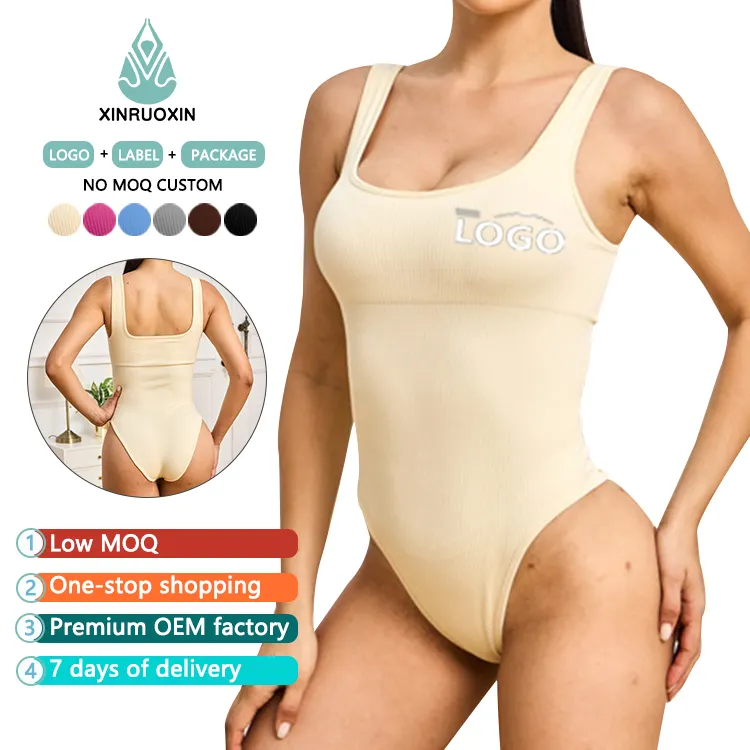 XINRUOXIN
LOGO + LABEL + PACKAGE
NO MOQ CUSTOM
LOGO
1 Low MOQ
2 One-stop shopping
3 Premium OEM factory
4 7 days of delivery